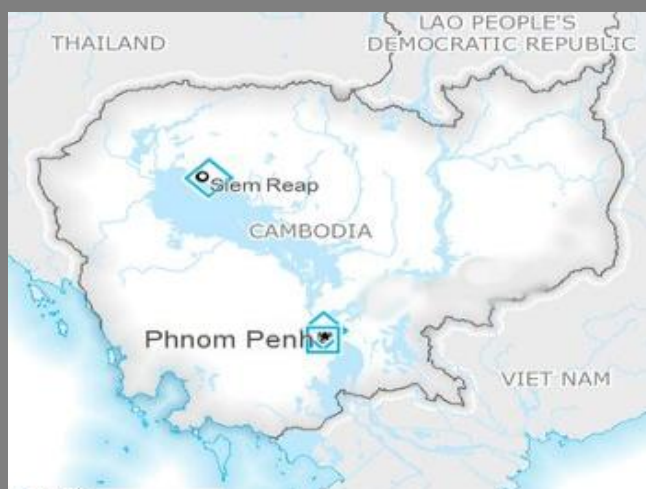 LAO PEOPLE'S
THAILAND
DEMOCRATIC REPUBLIC
Siem Reap
CAMBODIA
Phnom Penh
VIET NAM